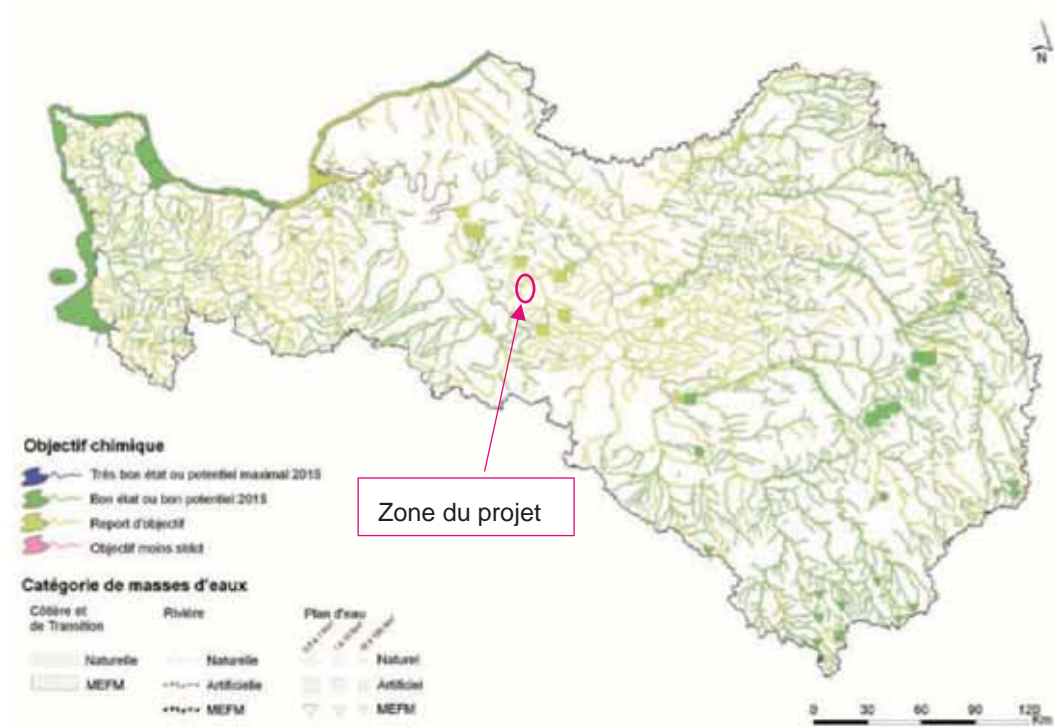 N
Zone du projet
Objectif chimique
Très bon état ou potentiel maximal 2015
Bon état ou bon potentiel 2015
Report d'objectif
Objectif moins strict
Catégorie de masses d'eaux
Côtière et de Transition
Rivière
Plan d'eau
Naturelle
Naturelle
Naturel
MEFM
Artificielle
Artificiel
MEFM
MEFM
0 30 60 90 120
Km